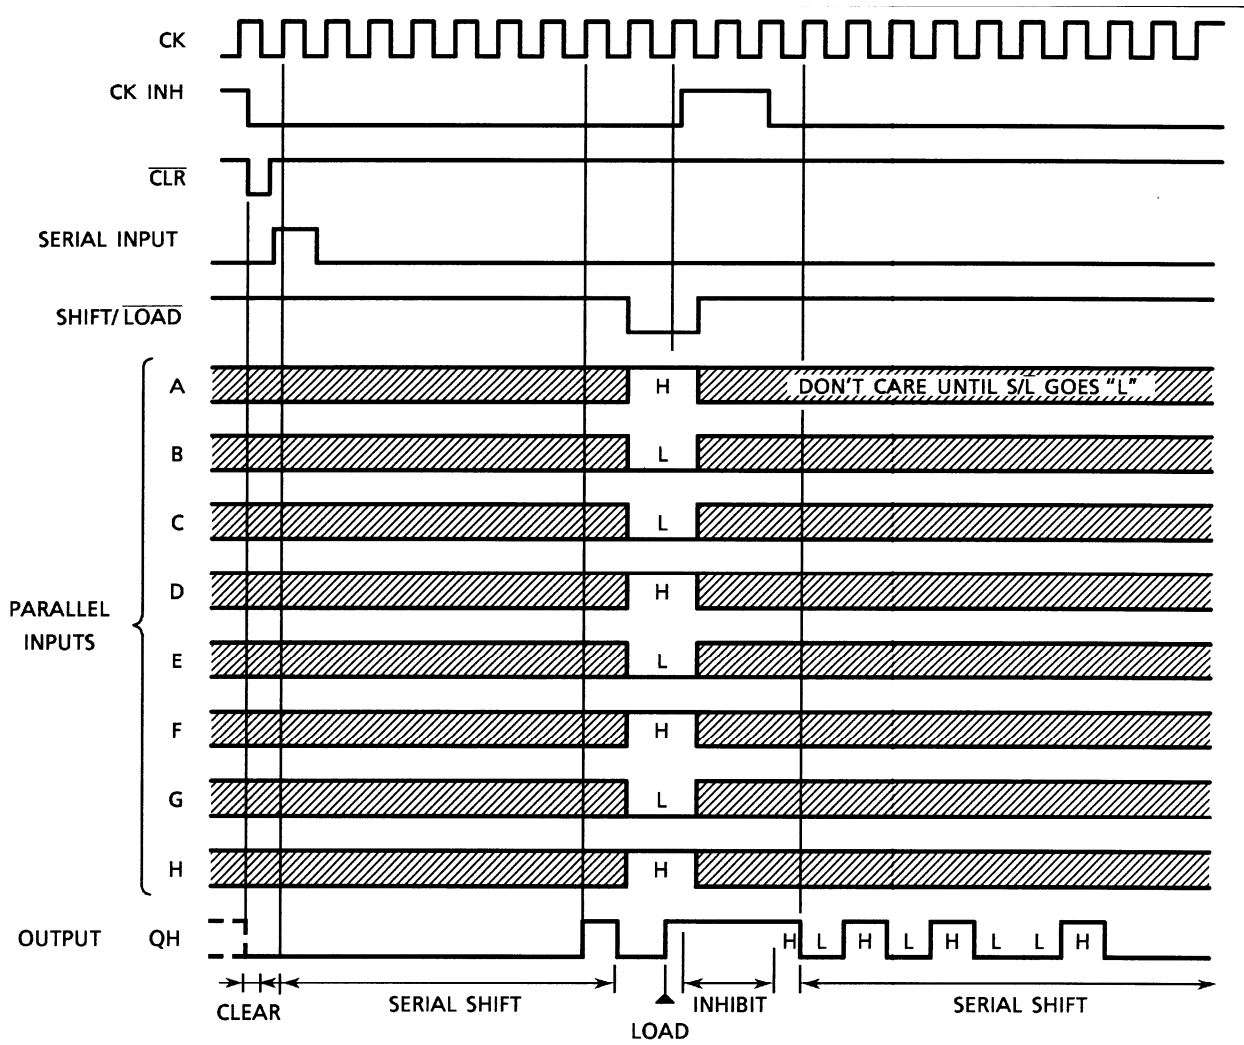 CK
CK INH
CLR
SERIAL INPUT
SHIFT/LOAD
A H DON'T CARE UNTIL S/L GOES "L"
B L
C L
D H
PARALLEL INPUTS
E L
F H
G L
H H
OUTPUT QH H L H L H L L H
CLEAR SERIAL SHIFT LOAD INHIBIT SERIAL SHIFT